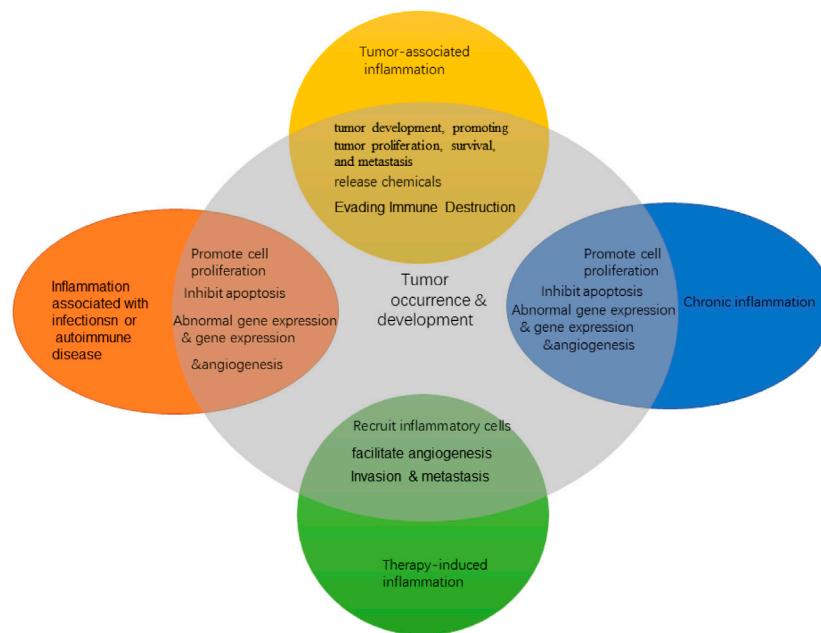 Tumor-associated
inflammation
tumor development, promoting
tumor proliferation, survival,
and metastasis
release chemicals
Evading Immune Destruction
Inflammation
associated with
infectionsn or
autoimmune
disease
Promote cell
proliferation
Inhibit apoptosis
Abnormal gene expression
& gene expression
&angiogenesis
Tumor
occurrence &
development
Promote cell
proliferation
Inhibit apoptosis
Abnormal gene expression
& gene expression
&angiogenesis
Chronic inflammation
Recruit inflammatory cells
facilitate angiogenesis
Invasion & metastasis
Therapy-induced
inflammation